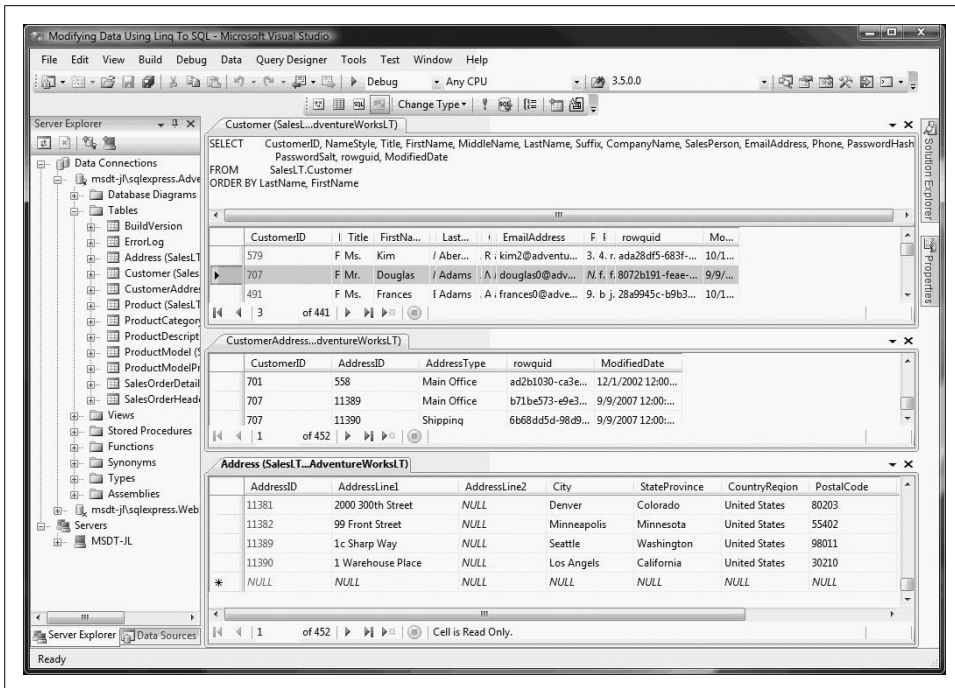 Modifying Data Using Linq To SQL - Microsoft Visual Studio
File Edit View Build Debug Data Query Designer Tools Test Window Help
Debug Any CPU 3.5.0.0
Change Type
Server Explorer
Data Connections
msdt-jl\sqlexpress.Adve
Database Diagrams
Tables
BuildVersion
ErrorLog
Address (SalesLT
Customer (Sales
CustomerAddres
Product (SalesLT
ProductCategory
ProductDescript
ProductModel (S
ProductModelPr
SalesOrderDetail
SalesOrderHeade
Views
Stored Procedures
Functions
Synonyms
Types
Assemblies
msdt-jl\sqlexpress.Web
Servers
MSDT-JL
Server Explorer Data Sources
Customer (SalesL...dventureWorksLT)
SELECT CustomerID, NameStyle, Title, FirstName, MiddleName, LastName, Suffix, CompanyName, SalesPerson, EmailAddress, Phone, PasswordHash
PasswordSalt, rowguid, ModifiedDate
FROM SalesLT.Customer
ORDER BY LastName, FirstName
CustomerID Title FirstNa... Last... EmailAddress rowguid Mo...
579 F Ms. Kim Aber... R kim2@adventu... 3. 4. r. ada28df5-683f-... 10/1...
707 F Mr. Douglas Adams douglas0@adv... N. f. f. 8072b191-feae-... 9/9/...
491 F Ms. Frances Adams A frances0@adve... 9. b j. 28a9945c-b9b3... 10/1...
3 of 441
CustomerAddress...dventureWorksLT)
CustomerID AddressID AddressType rowguid ModifiedDate
701 558 Main Office ad2b1030-ca3e... 12/1/2002 12:00...
707 11389 Main Office b71be573-e9e3... 9/9/2007 12:00:...
707 11390 Shipping 6b68dd5d-98d9... 9/9/2007 12:00:...
1 of 452
Address (SalesLT...AdventureWorksLT)
AddressID AddressLine1 AddressLine2 City StateProvince CountryRegion PostalCode
11381 2000 300th Street NULL Denver Colorado United States 80203
11382 99 Front Street NULL Minneapolis Minnesota United States 55402
11389 1c Sharp Way NULL Seattle Washington United States 98011
11390 1 Warehouse Place NULL Los Angels California United States 30210
NULL NULL NULL NULL NULL NULL NULL
1 of 452 Cell is Read Only.
Solution Explorer
Properties
Ready